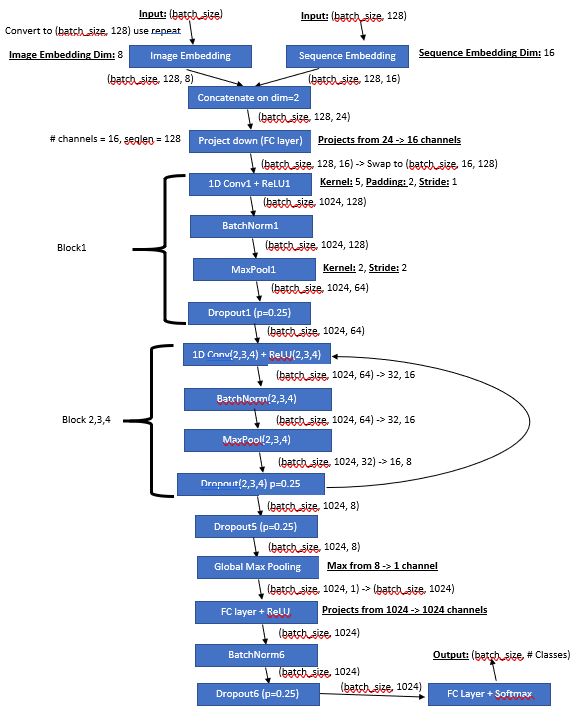 Input: (batch_size)
Input: (batch_size, 128)
Convert to (batch_size, 128) use repeat
Image Embedding Dim: 8
Image Embedding
Sequence Embedding
Sequence Embedding Dim: 16
(batch_size, 128, 8)
(batch_size, 128, 16)
Concatenate on dim=2
(batch_size, 128, 24)
# channels = 16, seqlen = 128
Project down (FC layer)
Projects from 24 -> 16 channels
(batch_size, 128, 16) -> Swap to (batch_size, 16, 128)
1D Conv1 + ReLU1
Kernel: 5, Padding: 2, Stride: 1
(batch_size, 1024, 128)
BatchNorm1
Block1
(batch_size, 1024, 128)
MaxPool1
Kernel: 2, Stride: 2
(batch_size, 1024, 64)
Dropout1 (p=0.25)
(batch_size, 1024, 64)
1D Conv(2,3,4) + ReLU(2,3,4)
(batch_size, 1024, 64) -> 32, 16
BatchNorm(2,3,4)
Block 2,3,4
(batch_size, 1024, 64) -> 32, 16
MaxPool(2,3,4)
(batch_size, 1024, 32) -> 16, 8
Dropout(2,3,4) p=0.25
(batch_size, 1024, 8)
Dropout5 (p=0.25)
(batch_size, 1024, 8)
Global Max Pooling
Max from 8 -> 1 channel
(batch_size, 1024, 1) -> (batch_size, 1024)
FC layer + ReLU
Projects from 1024 -> 1024 channels
(batch_size, 1024)
BatchNorm6
Output: (batch_size, # Classes)
(batch_size, 1024)
Dropout6 (p=0.25)
(batch_size, 1024)
FC Layer + Softmax